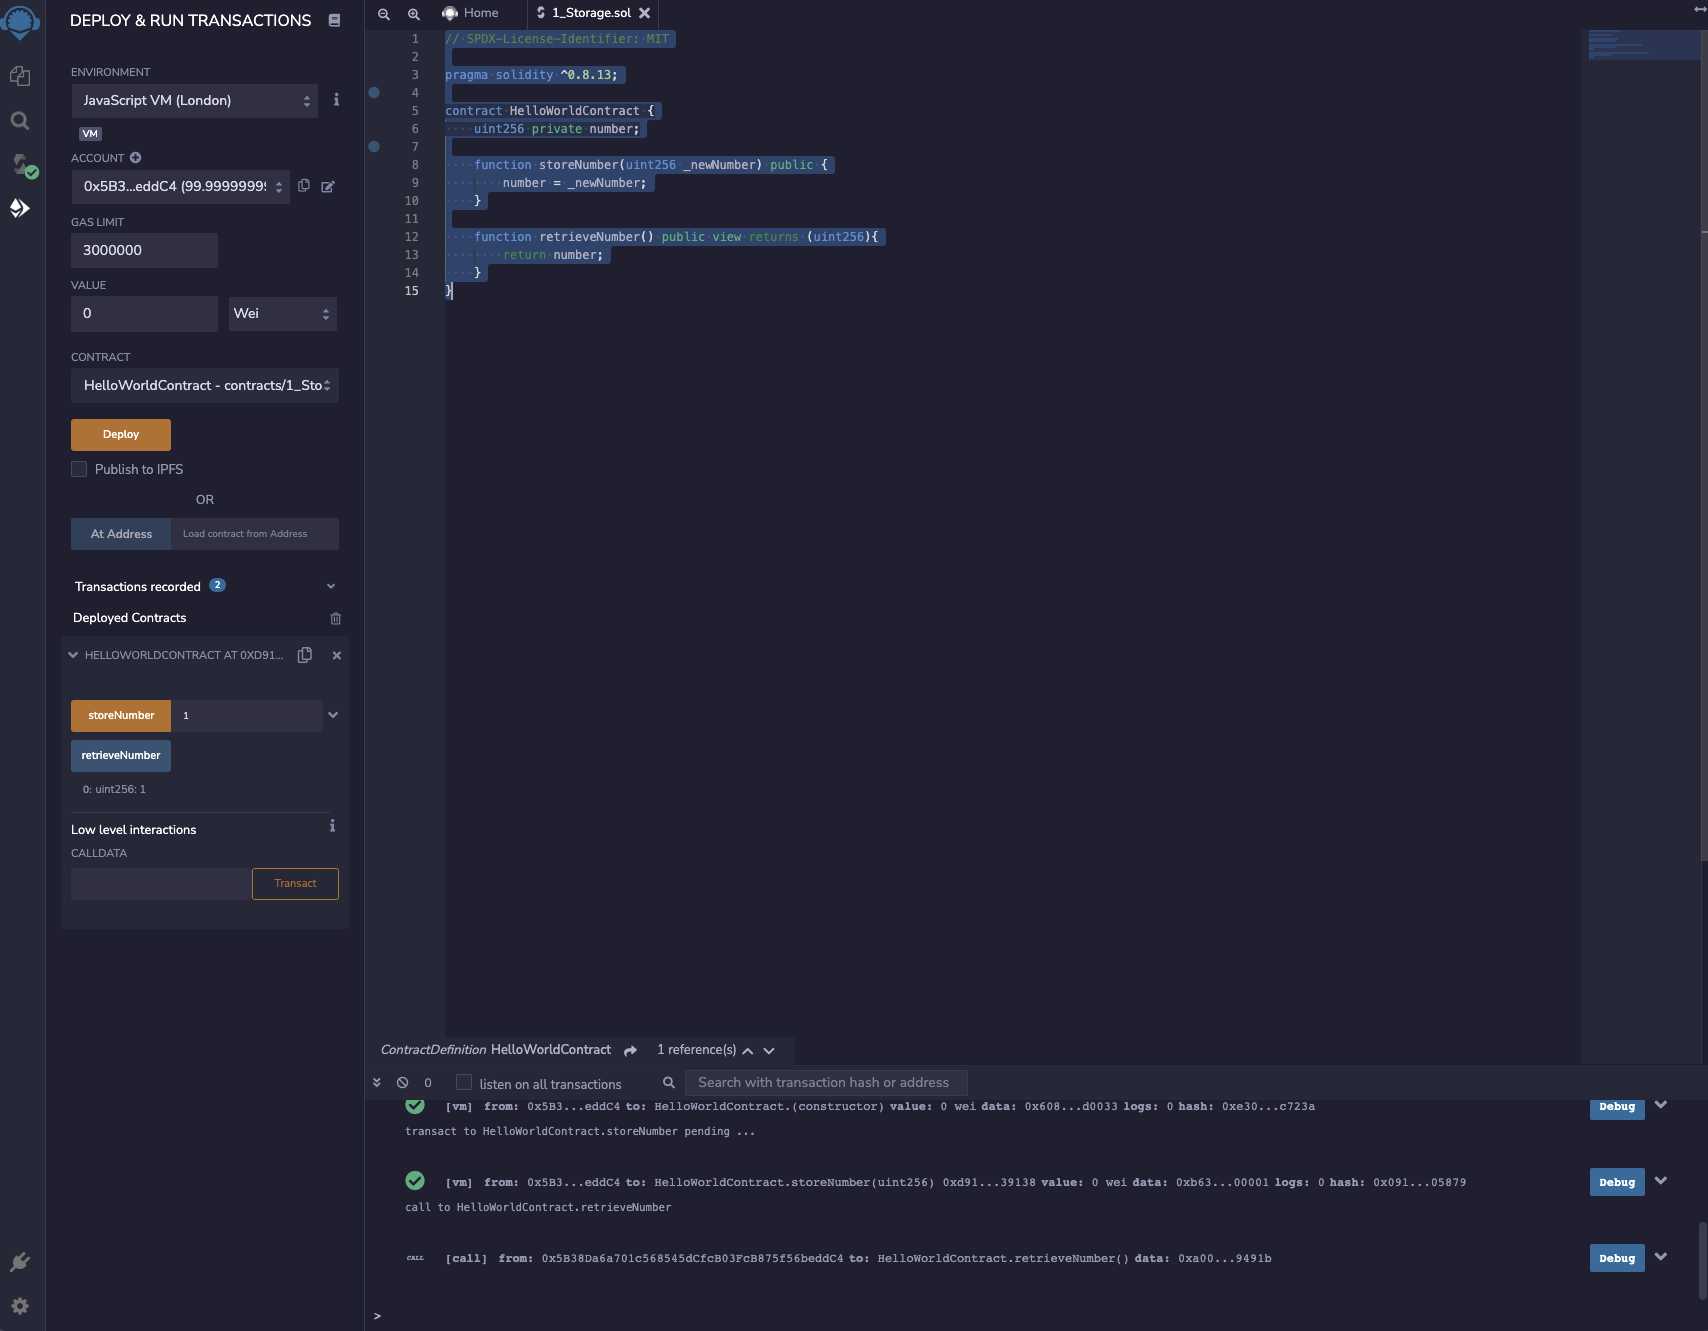 DEPLOY & RUN TRANSACTIONS
ENVIRONMENT
JavaScript VM (London)
VM
ACCOUNT
0x5B3...eddC4 (99.99999999
GAS LIMIT
3000000
VALUE
0
Wei
CONTRACT
HelloWorldContract - contracts/1_Sto
Deploy
Publish to IPFS
OR
At Address
Load contract from Address
Transactions recorded 2
Deployed Contracts
HELLOWORLDCONTRACT AT 0XD91...
storeNumber 1
retrieveNumber
0: uint256: 1
Low level interactions
CALLDATA
Transact
Home
1_Storage.sol
1 // SPDX-License-Identifier: MIT
2
3 pragma solidity ^0.8.13;
4
5 contract HelloWorldContract {
6 uint256 private number;
7
8 function storeNumber(uint256 _newNumber) public {
9 number = _newNumber;
10 }
11
12 function retrieveNumber() public view returns (uint256){
13 return number;
14 }
15 }
ContractDefinition HelloWorldContract 1 reference(s)
0 listen on all transactions Search with transaction hash or address
[vm] from: 0x5B3...eddC4 to: HelloWorldContract.(constructor) value: 0 wei data: 0x608...d0033 logs: 0 hash: 0xe30...c723a Debug
transact to HelloWorldContract.storeNumber pending ...
[vm] from: 0x5B3...eddC4 to: HelloWorldContract.storeNumber(uint256) 0xd91...39138 value: 0 wei data: 0xb63...00001 logs: 0 hash: 0x091...05879 Debug
call to HelloWorldContract.retrieveNumber
CALL [call] from: 0x5B38Da6a701c568545dCfcB03FcB875f56beddC4 to: HelloWorldContract.retrieveNumber() data: 0xa00...9491b Debug
>